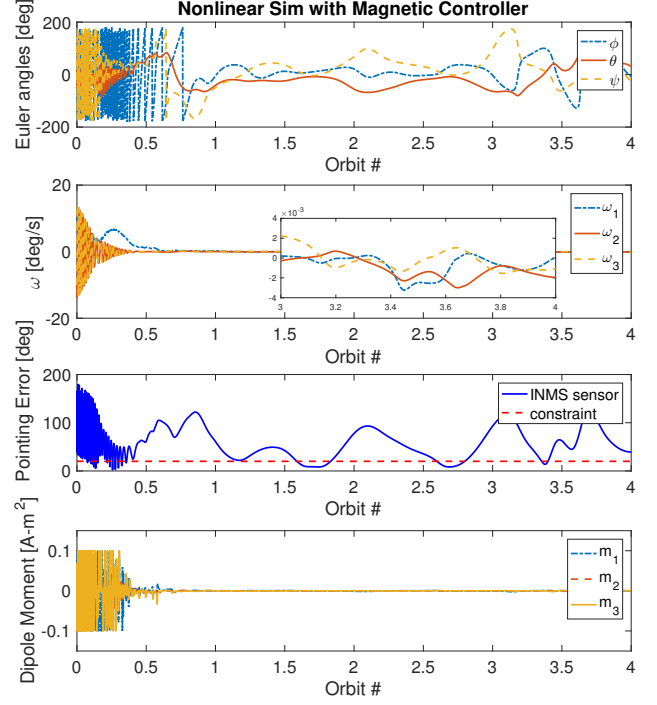 Nonlinear Sim with Magnetic Controller
Euler angles [deg]
200
0
-200
0 0.5 1 1.5 2 2.5 3 3.5 4
Orbit #
ϕ
θ
ψ
ω [deg/s]
20
0
-20
0 0.5 1 1.5 2 2.5 3 3.5 4
Orbit #
×10⁻³
4
2
0
-2
-4
3 3.2 3.4 3.6 3.8 4
ω₁
ω₂
ω₃
Pointing Error [deg]
200
100
0
0 0.5 1 1.5 2 2.5 3 3.5 4
Orbit #
INMS sensor
constraint
Dipole Moment [A-m²]
0.1
0
-0.1
0 0.5 1 1.5 2 2.5 3 3.5 4
Orbit #
m₁
m₂
m₃